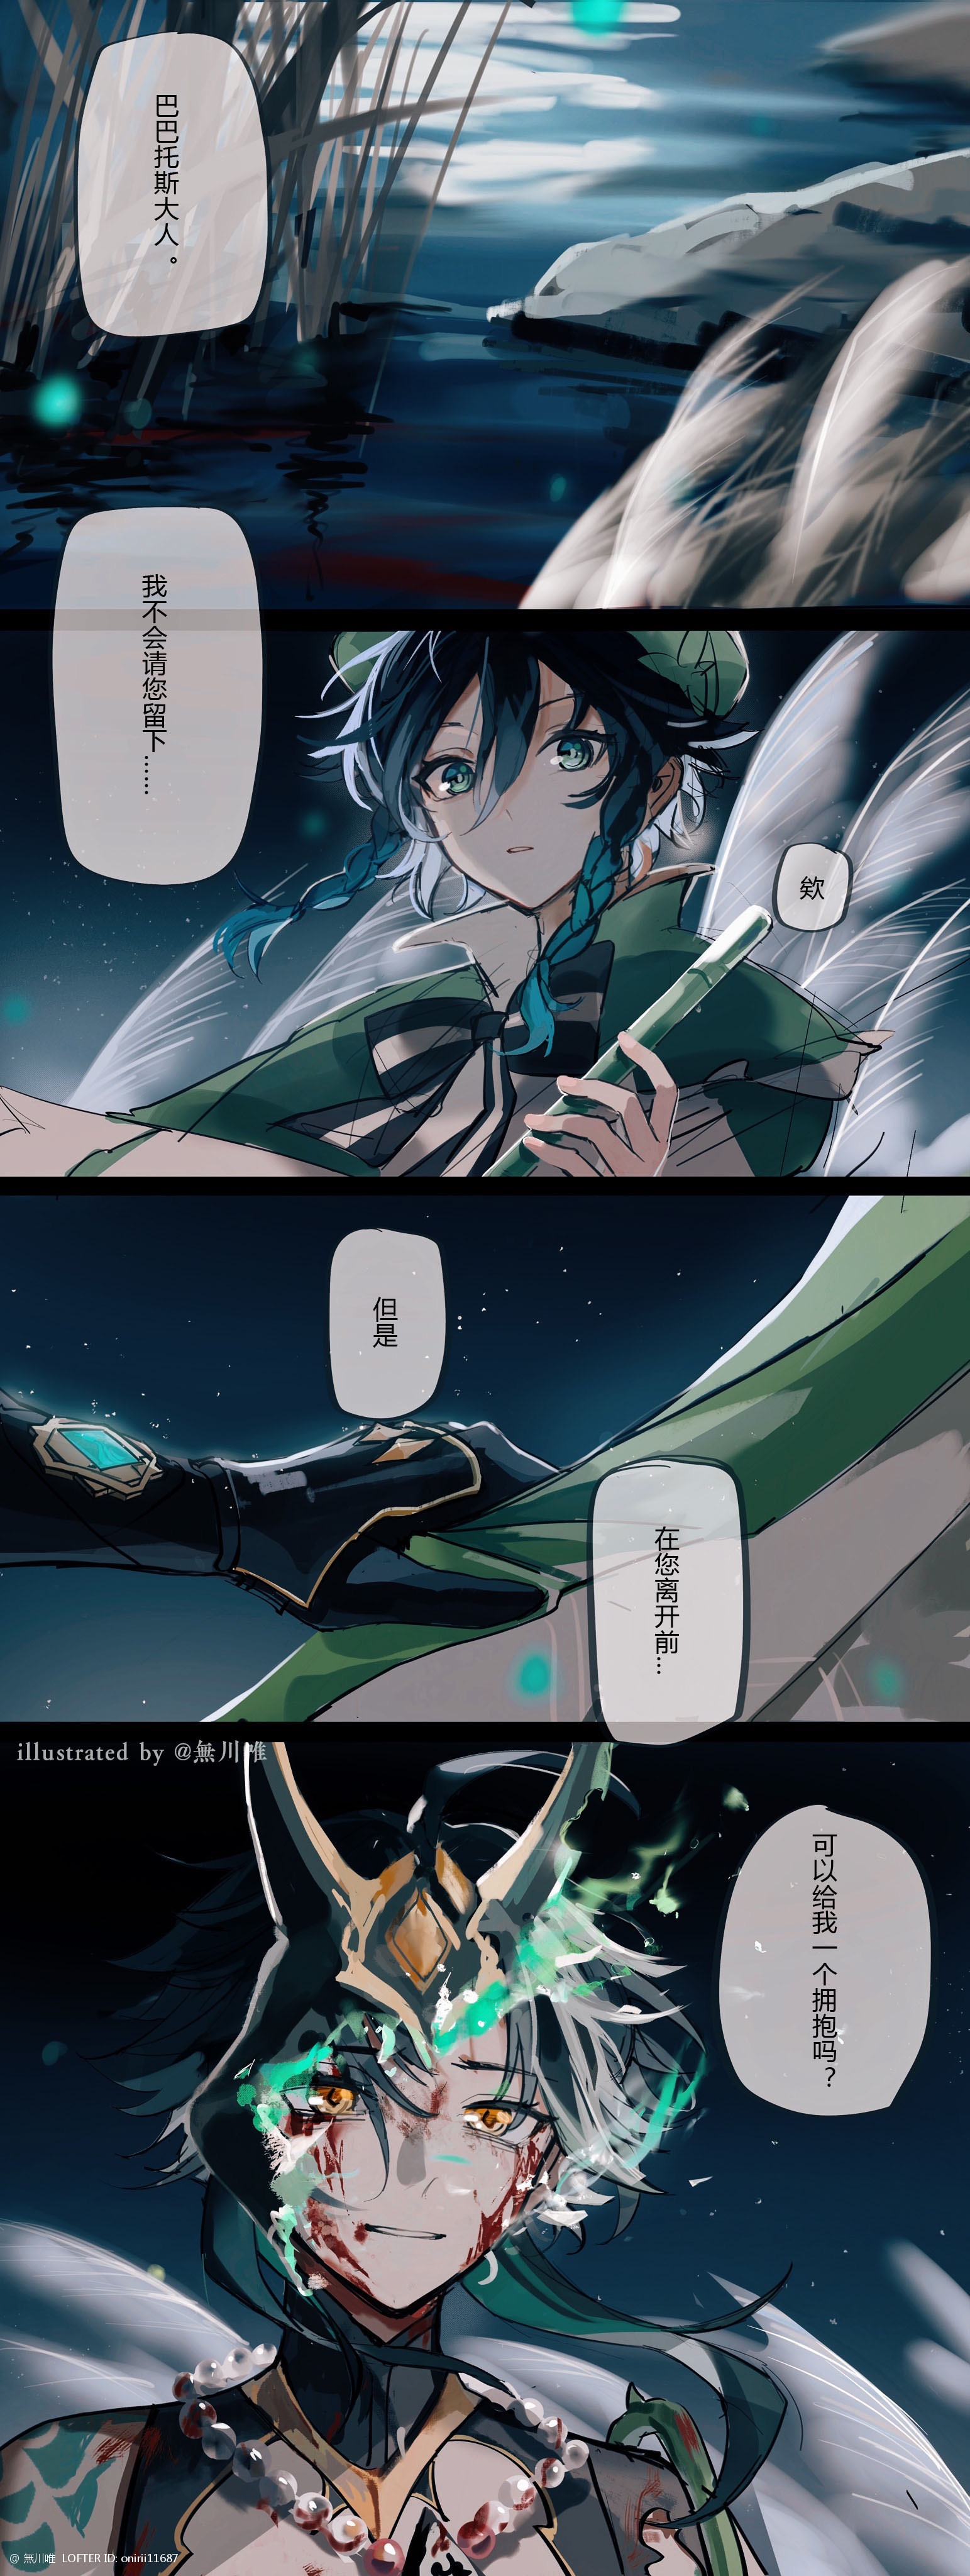 巴巴托斯大人。
我不会请您留下……
欸
但是
在您离开前…
illustrated by @無川唯
可以给我一个拥抱吗？
@ 無川唯 LOFTER ID: onirii11687